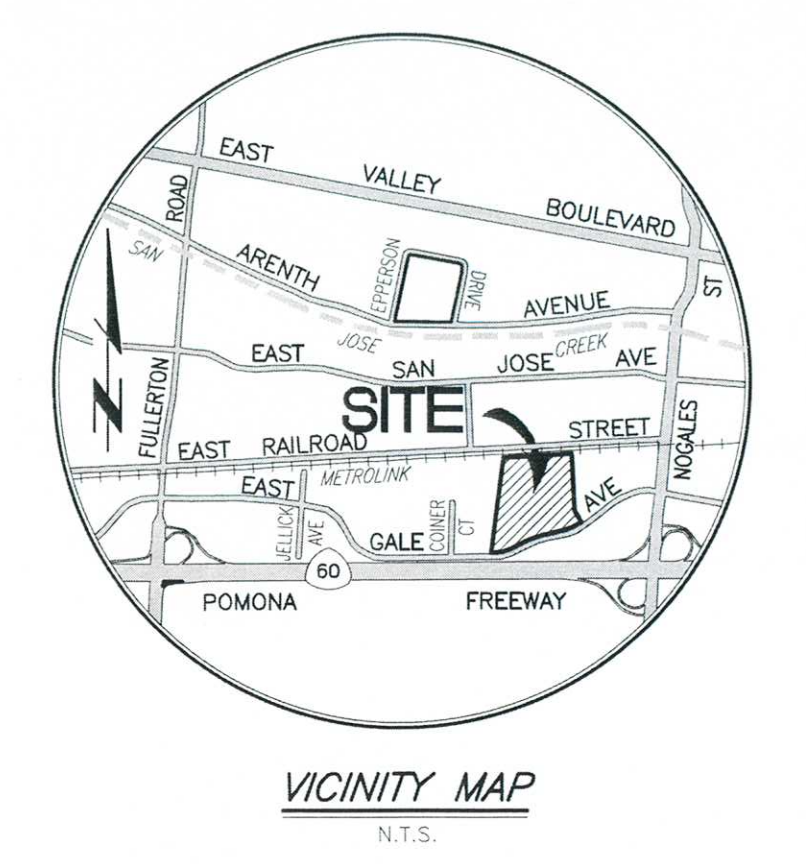 EAST VALLEY BOULEVARD
ROAD
SAN JOSE CREEK
ARENTH AVENUE
EPPERSON DRIVE
ST
EAST SAN JOSE AVE
FULLERTON
SITE
NOGALES
EAST RAILROAD STREET
METROLINK
N
EAST GALE AVE
JELLICK AVE
COINER CT
60
POMONA FREEWAY
VICINITY MAP
N.T.S.